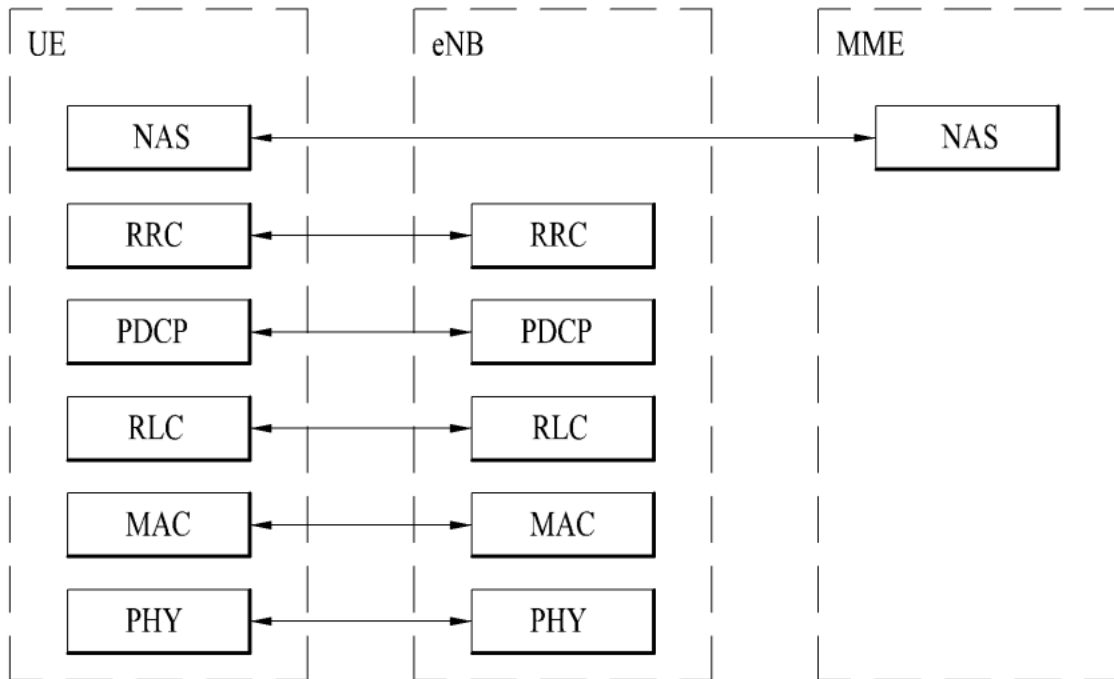 UE
eNB
MME
NAS
NAS
RRC
RRC
PDCP
PDCP
RLC
RLC
MAC
MAC
PHY
PHY